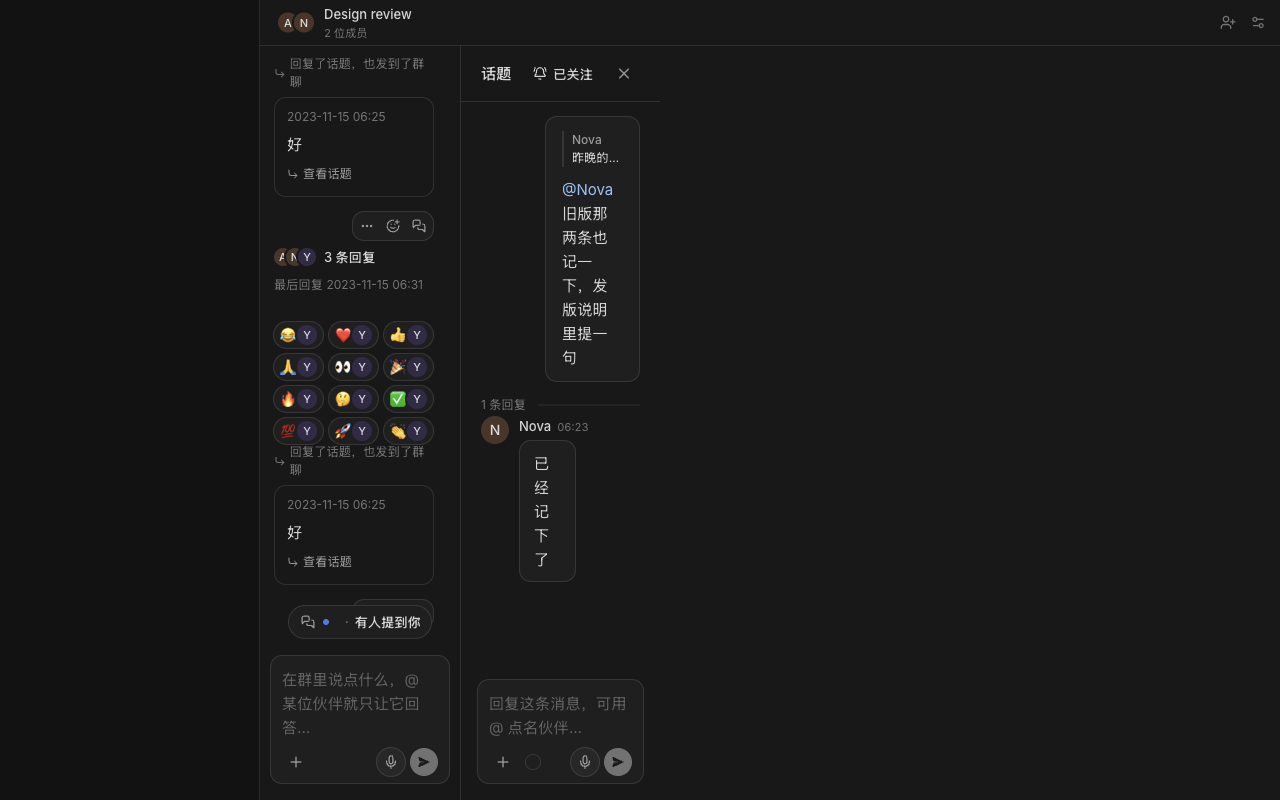 A N Design review
2 位成员
回复了话题，也发到了群
聊
2023-11-15 06:25
好
查看话题
Y 3 条回复
最后回复 2023-11-15 06:31
Y Y Y
Y Y Y
Y Y Y
Y Y Y
回复了话题，也发到了群
聊
2023-11-15 06:25
好
查看话题
· 有人提到你
在群里说点什么，@
某位伙伴就只让它回
答...
话题 已关注
Nova
昨晚的...
@Nova
旧版那
两条也
记一
下，发
版说明
里提一
句
1 条回复
N Nova 06:23
已
经
记
下
了
回复这条消息，可用
@ 点名伙伴...